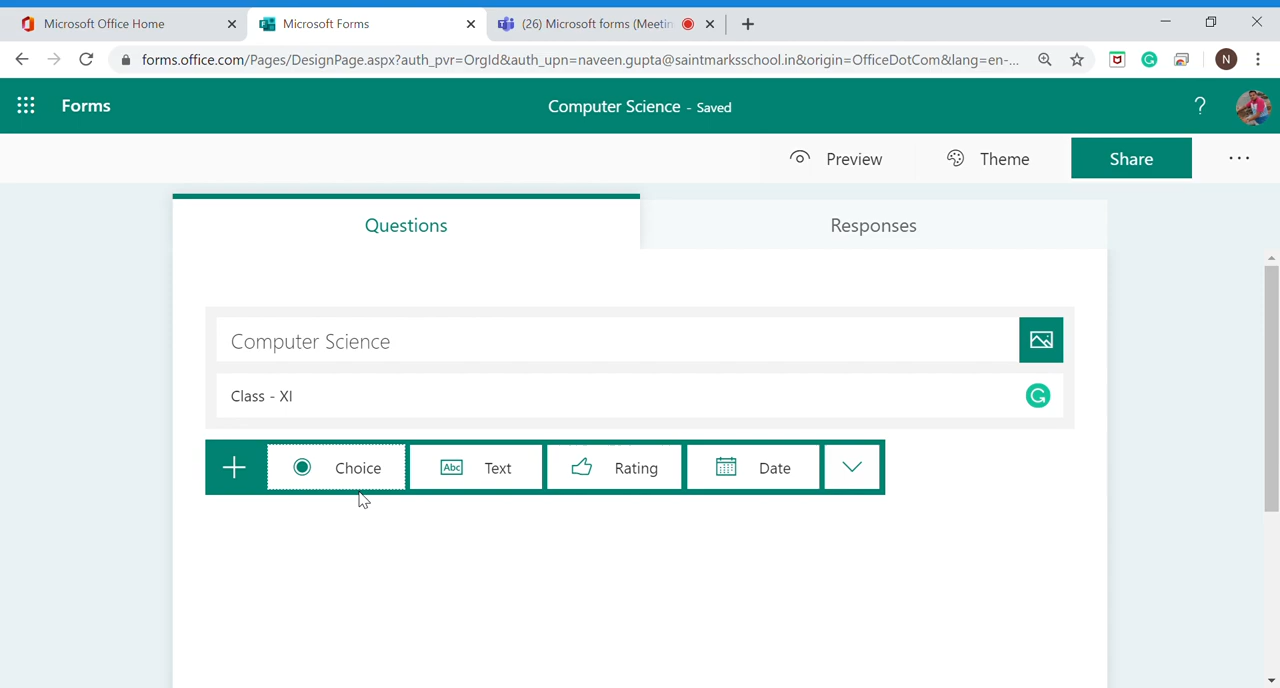 Microsoft Office Home
Microsoft Forms
(26) Microsoft forms (Meetin
forms.office.com/Pages/DesignPage.aspx?auth_pvr=OrgId&auth_upn=naveen.gupta@saintmarksschool.in&origin=OfficeDotCom&lang=en-...
N
Forms
Computer Science - Saved
?
Preview
Theme
Share
...
Questions
Responses
Computer Science
Class - XI
Choice
Abc Text
Rating
Date